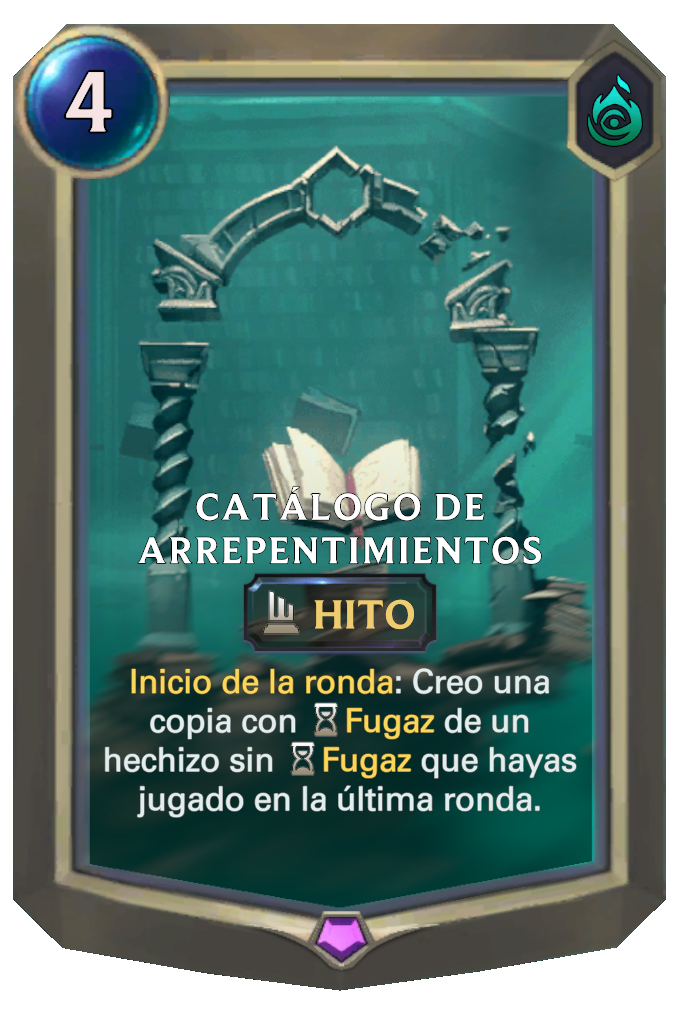 4
CATÁLOGO DE
ARREPENTIMIENTOS
HITO
Inicio de la ronda: Creo una
copia con Fugaz de un
hechizo sin Fugaz que hayas
jugado en la última ronda.